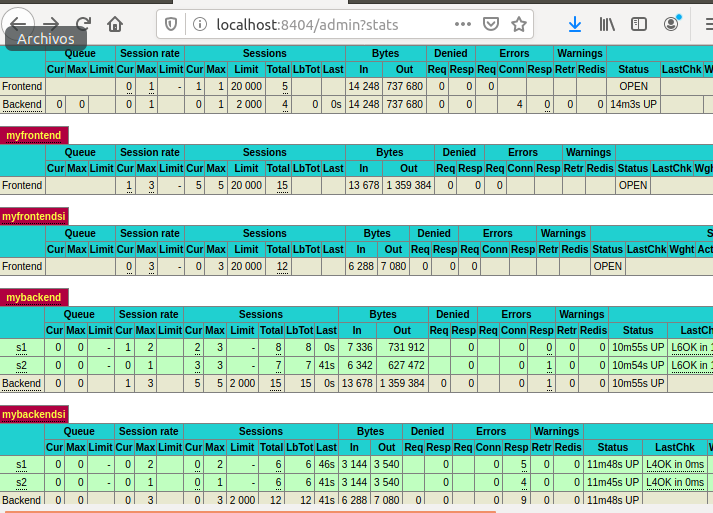 localhost:8404/admin?stats
Archivos
Queue Session rate Sessions Bytes Denied Errors Warnings
Cur Max Limit Cur Max Limit Cur Max Limit Total LbTot Last In Out Req Resp Req Conn Resp Retr Redis Status LastChk W
Frontend 0 1 - 1 1 20 000 5 14 248 737 680 0 0 0 OPEN
Backend 0 0 0 1 0 1 2 000 4 0 0s 14 248 737 680 0 0 4 0 0 0 14m3s UP
myfrontend
Queue Session rate Sessions Bytes Denied Errors Warnings
Cur Max Limit Cur Max Limit Cur Max Limit Total LbTot Last In Out Req Resp Req Conn Resp Retr Redis Status LastChk Wght
Frontend 1 3 - 5 5 20 000 15 13 678 1 359 384 0 0 0 OPEN
myfrontendsi
Queue Session rate Sessions Bytes Denied Errors Warnings S
Cur Max Limit Cur Max Limit Cur Max Limit Total LbTot Last In Out Req Resp Req Conn Resp Retr Redis Status LastChk Wght Act
Frontend 0 3 - 0 3 20 000 12 6 288 7 080 0 0 0 OPEN
mybackend
Queue Session rate Sessions Bytes Denied Errors Warnings
Cur Max Limit Cur Max Limit Cur Max Limit Total LbTot Last In Out Req Resp Req Conn Resp Retr Redis Status LastCh
s1 0 0 - 1 2 2 3 - 8 8 0s 7 336 731 912 0 0 0 0 0 10m55s UP L6OK in 1
s2 0 0 - 0 1 3 3 - 7 7 41s 6 342 627 472 0 0 1 0 0 10m54s UP L6OK in
Backend 0 0 1 3 5 5 2 000 15 15 0s 13 678 1 359 384 0 0 0 1 0 0 10m55s UP
mybackendsi
Queue Session rate Sessions Bytes Denied Errors Warnings
Cur Max Limit Cur Max Limit Cur Max Limit Total LbTot Last In Out Req Resp Req Conn Resp Retr Redis Status LastChk W
s1 0 0 - 0 2 0 2 - 6 6 46s 3 144 3 540 0 0 5 0 0 11m48s UP L4OK in 0ms
s2 0 0 - 0 1 0 1 - 6 6 41s 3 144 3 540 0 0 4 0 0 11m45s UP L4OK in 0ms
Backend 0 0 0 3 0 3 2 000 12 12 41s 6 288 7 080 0 0 0 9 0 0 11m48s UP